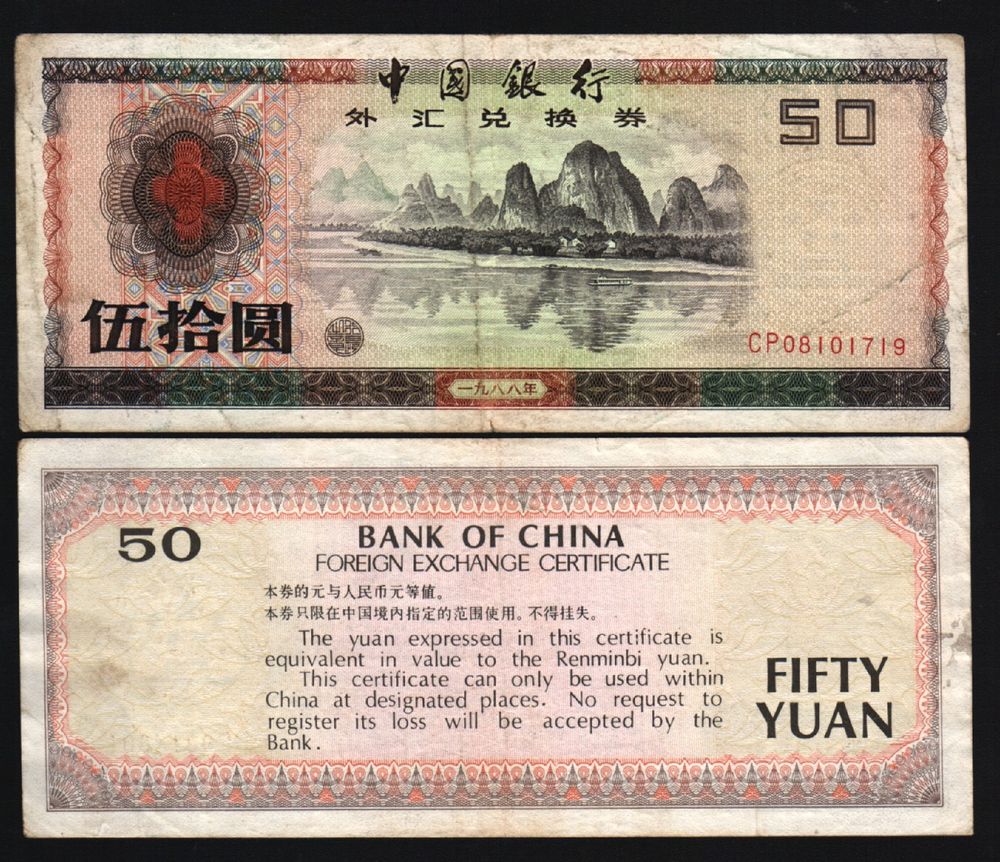 中国銀行
外汇兑换券
50
伍拾圆
CP08101719
一九八八年
50
BANK OF CHINA
FOREIGN EXCHANGE CERTIFICATE
本券的元与人民币元等値。
本券只限在中国境内指定的范围使用。不得挂失。
The yuan expressed in this certificate is
equivalent in value to the Renminbi yuan.
This certificate can only be used within
China at designated places. No request to
register its loss will be accepted by the
Bank.
FIFTY
YUAN